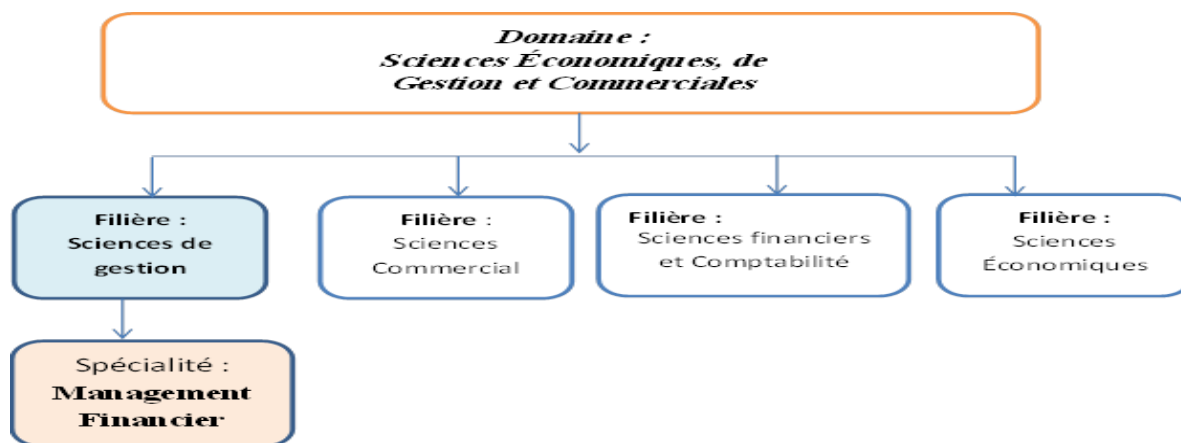 Domaine :
Sciences Économiques, de
Gestion et Commerciales
Filière :
Sciences de
gestion
Filière :
Sciences
Commercial
Filière :
Sciences financiers
et Comptabilité
Filière :
Sciences
Économiques
Spécialité :
Management
Financier